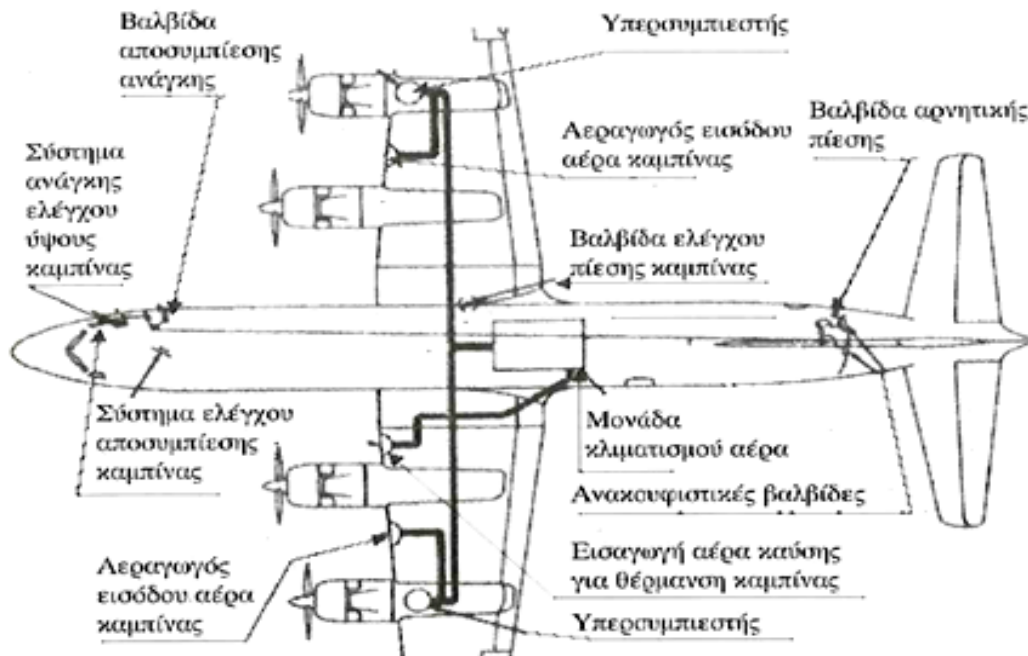 Βαλβίδα
αποσυμπίεσης
ανάγκης
Υπερσυμπιεστής
Αεραγωγός εισόδου
αέρα καμπίνας
Βαλβίδα αρνητικής
πίεσης
Σύστημα
ανάγκης
ελέγχου
ύψους
καμπίνας
Βαλβίδα ελέγχου
πίεσης καμπίνας
Σύστημα ελέγχου
αποσυμπίεσης
καμπίνας
Μονάδα
κλιματισμού αέρα
Ανακουφιστικές βαλβίδες
Αεραγωγός
εισόδου αέρα
καμπίνας
Εισαγωγή αέρα καύσης
για θέρμανση καμπίνας
Υπερσυμπιεστής